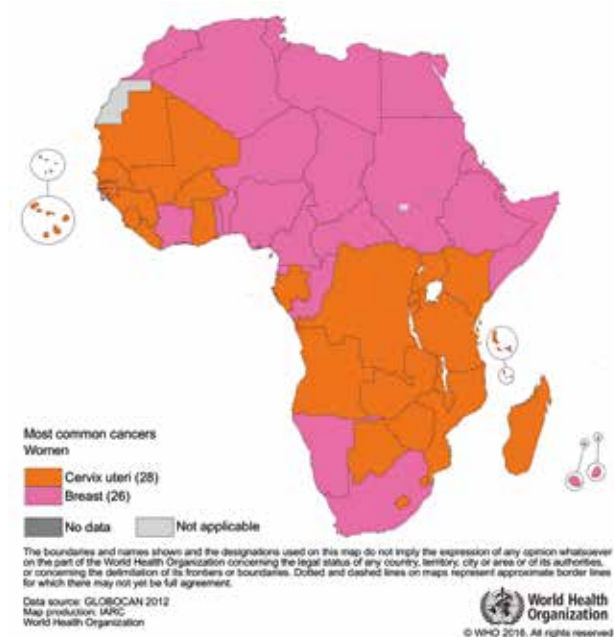 Most common cancers
Women
Cervix uteri (28)
Breast (26)
No data
Not applicable
The boundaries and names shown and the designations used on this map do not imply the expression of any opinion whatsoever
on the part of the World Health Organization concerning the legal status of any country, territory, city or area or of its authorities,
or concerning the delimitation of its frontiers or boundaries. Dotted and dashed lines on maps represent approximate border lines
for which there may not yet be full agreement.
Data source: GLOBOCAN 2012
Map production: IARC
World Health Organization
World Health
Organization
© WHO 2016. All rights reserved